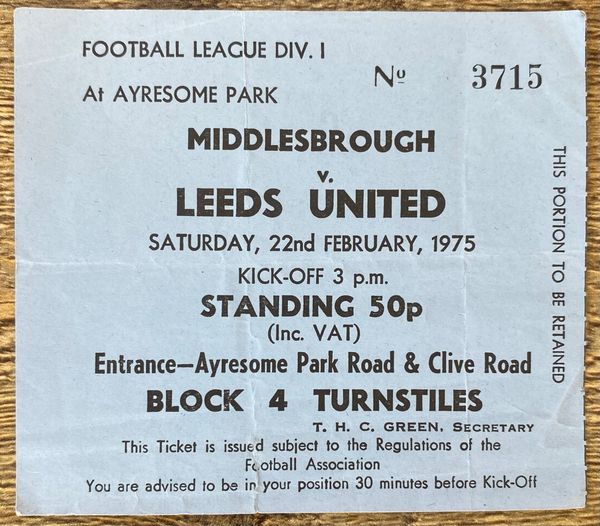 FOOTBALL LEAGUE DIV. I
Nº 3715
At AYRESOME PARK
MIDDLESBROUGH
v.
LEEDS UNITED
SATURDAY, 22nd FEBRUARY, 1975
KICK-OFF 3 p.m.
STANDING 50p
(Inc. VAT)
Entrance—Ayresome Park Road & Clive Road
BLOCK 4 TURNSTILES
T. H. C. GREEN, SECRETARY
This Ticket is issued subject to the Regulations of the
Football Association
You are advised to be in your position 30 minutes before Kick-Off
THIS PORTION TO BE RETAINED